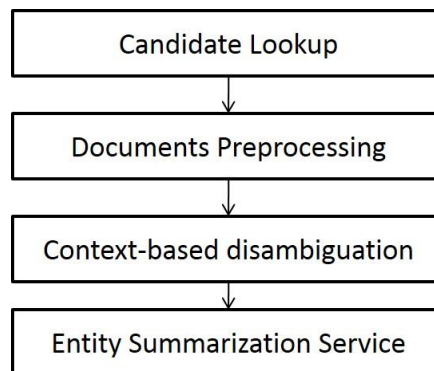 Candidate Lookup
Documents Preprocessing
Context-based disambiguation
Entity Summarization Service